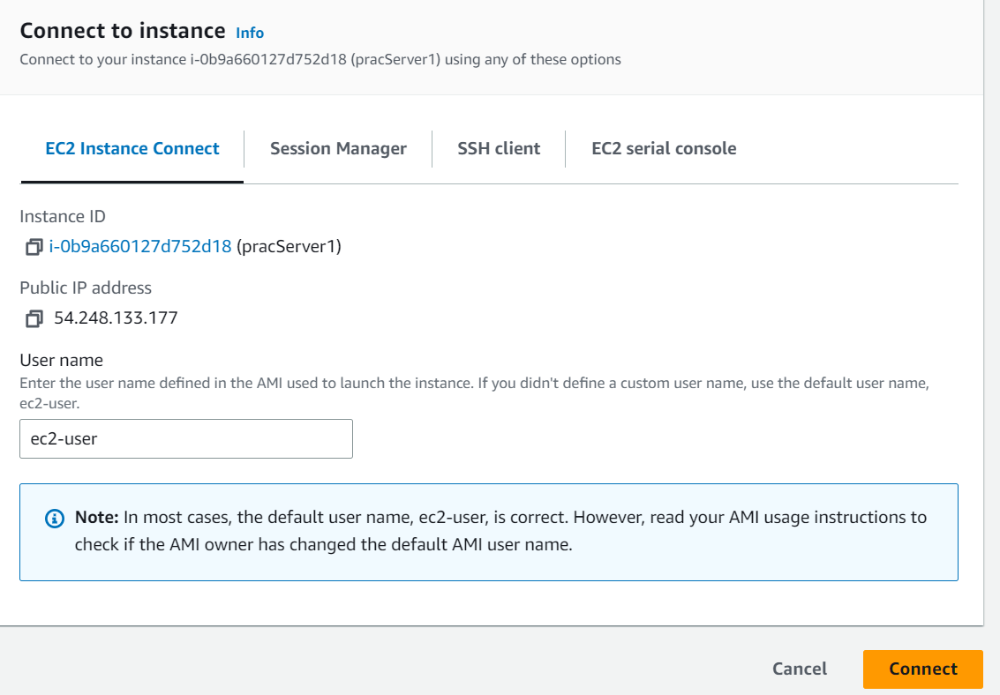 Connect to instance Info
Connect to your instance i-0b9a660127d752d18 (pracServer1) using any of these options
EC2 Instance Connect Session Manager SSH client EC2 serial console
Instance ID
i-0b9a660127d752d18 (pracServer1)
Public IP address
54.248.133.177
User name
Enter the user name defined in the AMI used to launch the instance. If you didn't define a custom user name, use the default user name,
ec2-user.
ec2-user
Note: In most cases, the default user name, ec2-user, is correct. However, read your AMI usage instructions to
check if the AMI owner has changed the default AMI user name.
Cancel Connect